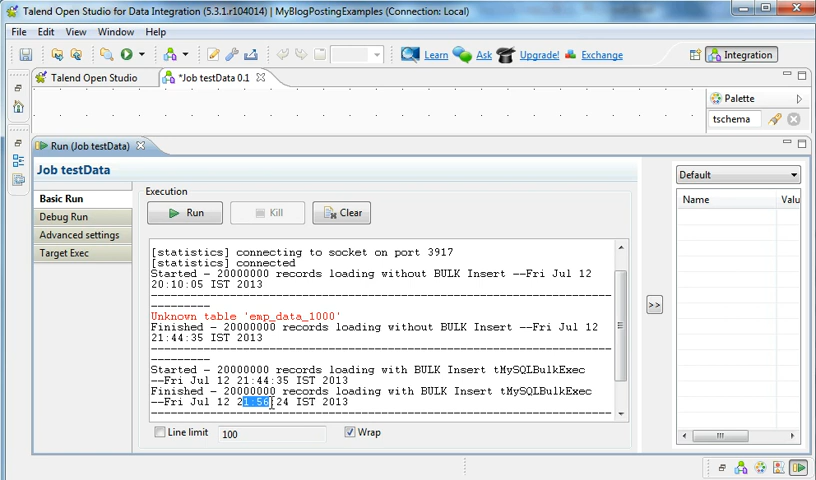 Talend Open Studio for Data Integration (5.3.1.r104014) | MyBlogPostingExamples (Connection: Local)
File Edit View Window Help
Learn Ask Upgrade! Exchange Integration
Talend Open Studio *Job testData 0.1
Palette
tschema
Run (Job testData)
Job testData
Default
Basic Run
Debug Run
Advanced settings
Target Exec
Execution
Run Kill Clear
Name Valu
[statistics] connecting to socket on port 3917
[statistics] connected
Started - 20000000 records loading without BULK Insert --Fri Jul 12
20:10:05 IST 2013
--------------------------------------------------------------------
---------
Unknown table 'emp_data_1000'
Finished - 20000000 records loading without BULK Insert --Fri Jul 12
21:44:35 IST 2013
--------------------------------------------------------------------
---------
Started - 20000000 records loading with BULK Insert tMySQLBulkExec
--Fri Jul 12 21:44:35 IST 2013
Finished - 20000000 records loading with BULK Insert tMySQLBulkExec
--Fri Jul 12 21:56:24 IST 2013
--------------------------------------------------------------------
>>
Line limit 100 Wrap